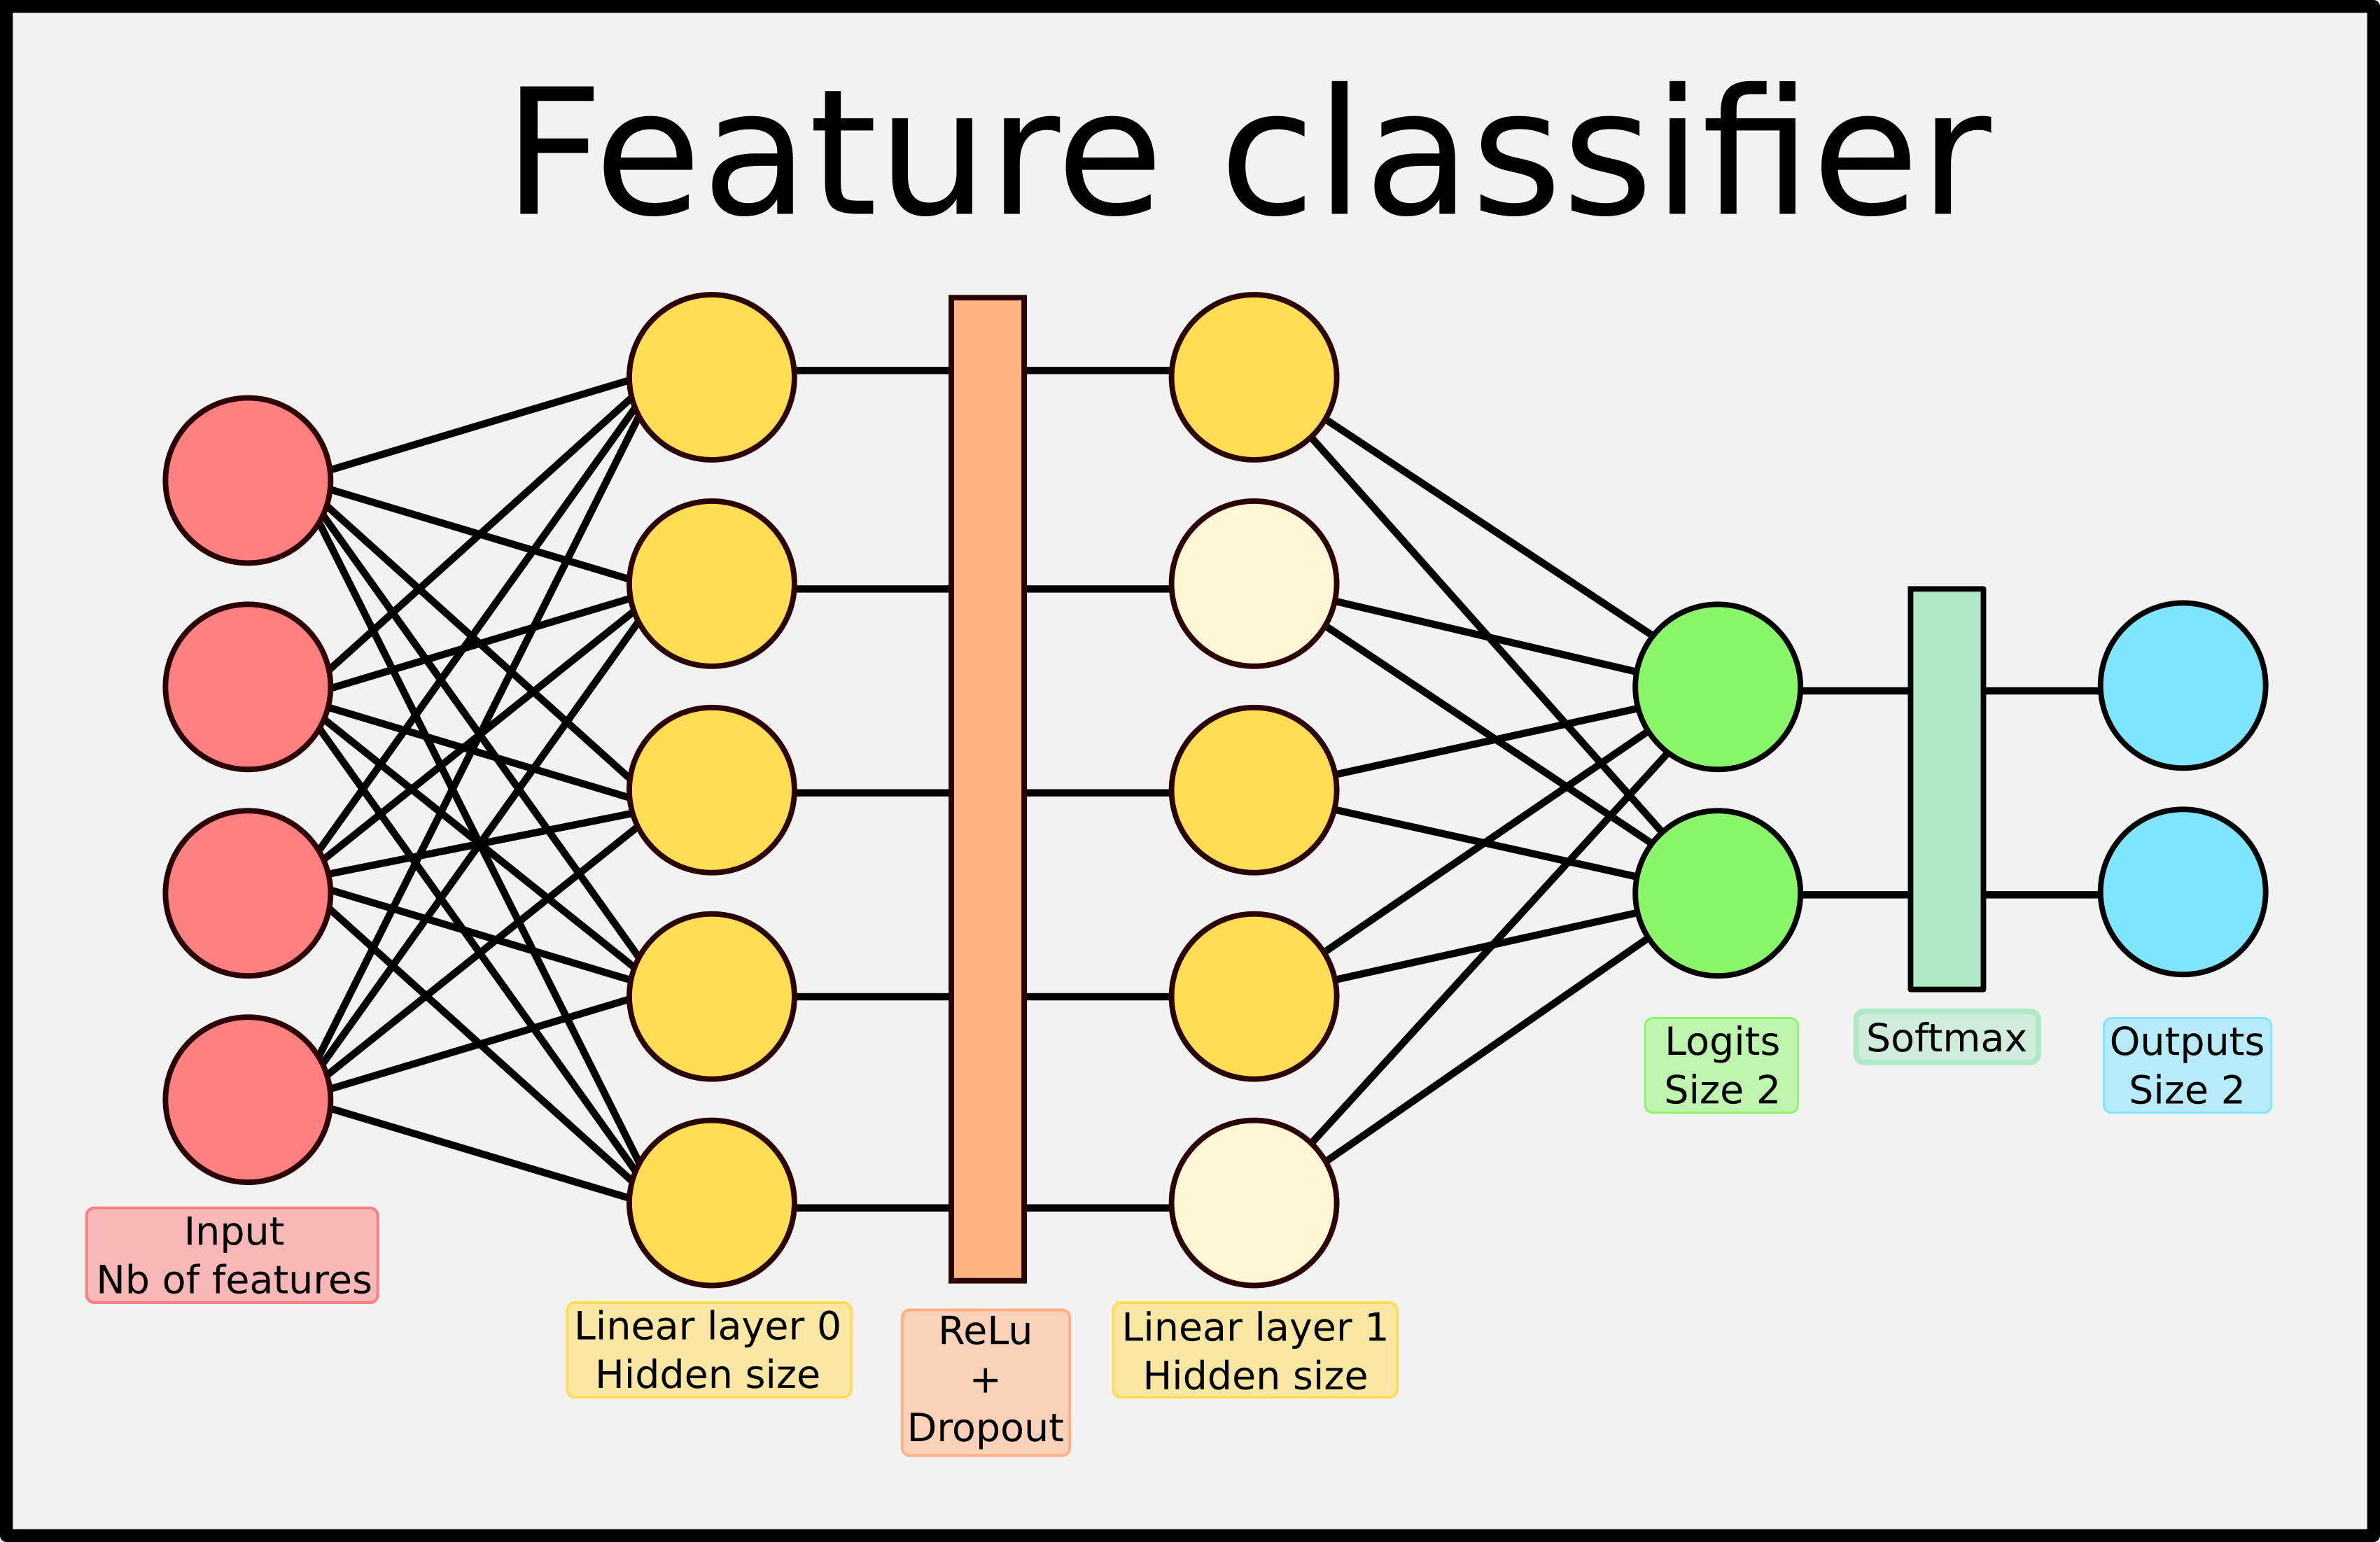 Feature classifier
Input
Nb of features
Linear layer 0
Hidden size
ReLu
+
Dropout
Linear layer 1
Hidden size
Logits
Size 2
Softmax
Outputs
Size 2